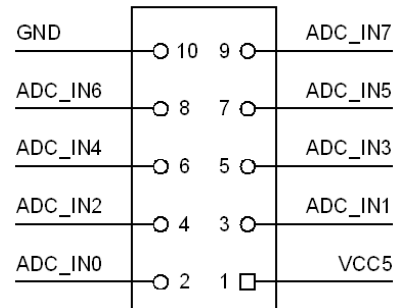 GND 10 9 ADC_IN7
ADC_IN6 8 7 ADC_IN5
ADC_IN4 6 5 ADC_IN3
ADC_IN2 4 3 ADC_IN1
ADC_IN0 2 1 VCC5